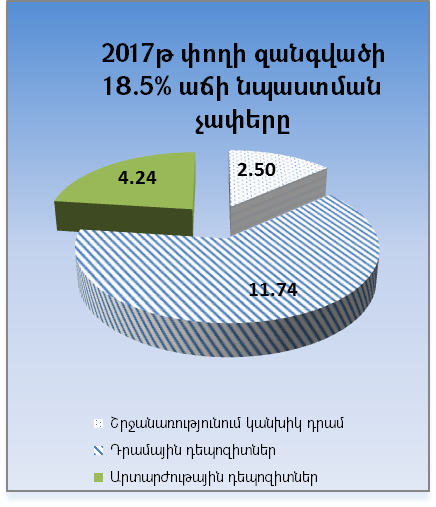 2017թ փողի զանգվածի
18.5% աճի նպաստման
չափերը
4.24
2.50
11.74
Շրջանառությունում կանխիկ դրամ
Դրամային դեպոզիտներ
Արտարժութային դեպոզիտներ